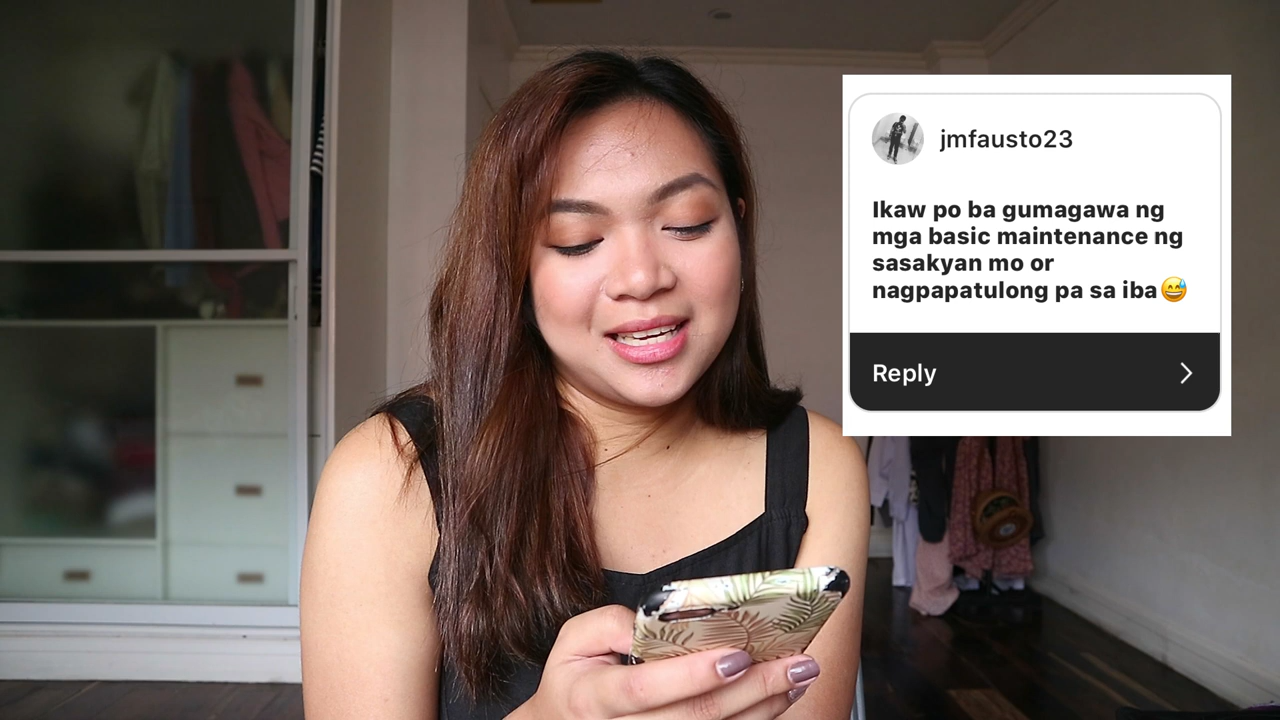 jmfausto23
Ikaw po ba gumagawa ng
mga basic maintenance ng
sasakyan mo or
nagpapatulong pa sa iba😅
Reply